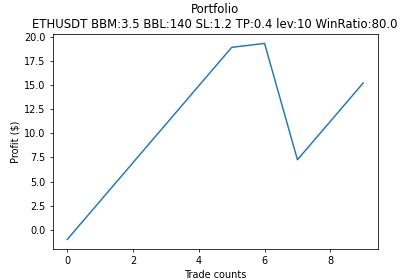 Portfolio
ETHUSDT BBM:3.5 BBL:140 SL:1.2 TP:0.4 lev:10 WinRatio:80.0
20.0
17.5
15.0
12.5
10.0
7.5
5.0
2.5
0.0
Profit ($)
0 2 4 6 8
Trade counts